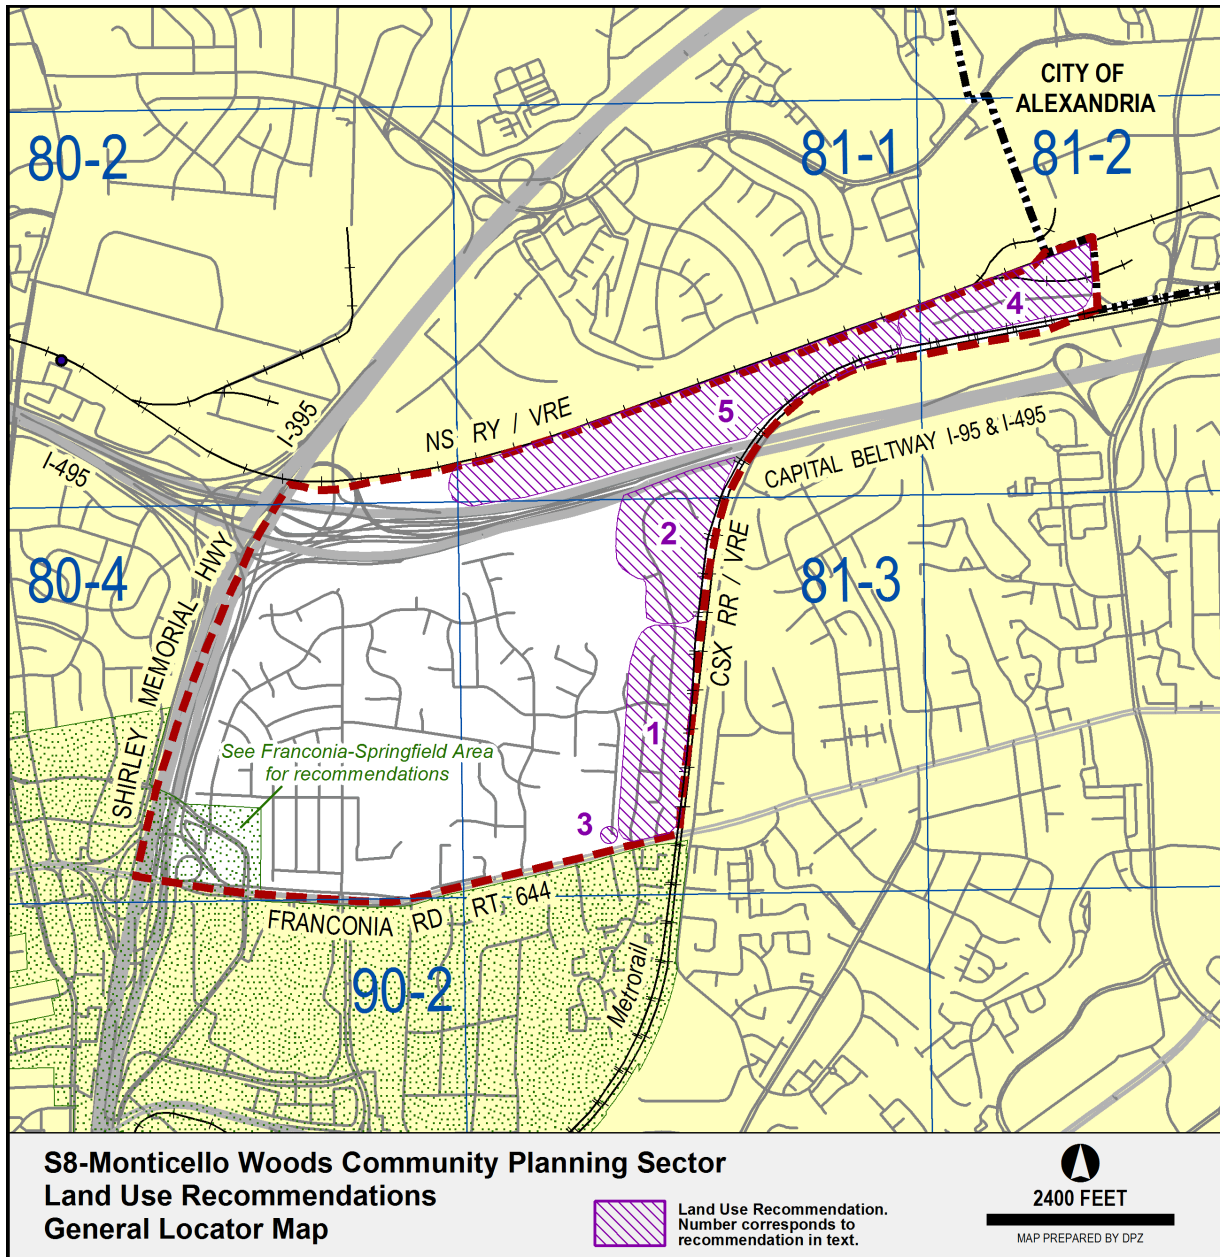 CITY OF
ALEXANDRIA
80-2
81-1
81-2
4
I-395
NS RY / VRE
5
I-495
CAPITAL BELTWAY I-95 & I-495
2
80-4
SHIRLEY MEMORIAL HWY
81-3
CSX RR / VRE
1
See Franconia-Springfield Area
for recommendations
3
FRANCONIA RD RT 644
90-2
Metrorail
S8-Monticello Woods Community Planning Sector
Land Use Recommendations
General Locator Map
Land Use Recommendation.
Number corresponds to
recommendation in text.
2400 FEET
MAP PREPARED BY DPZ